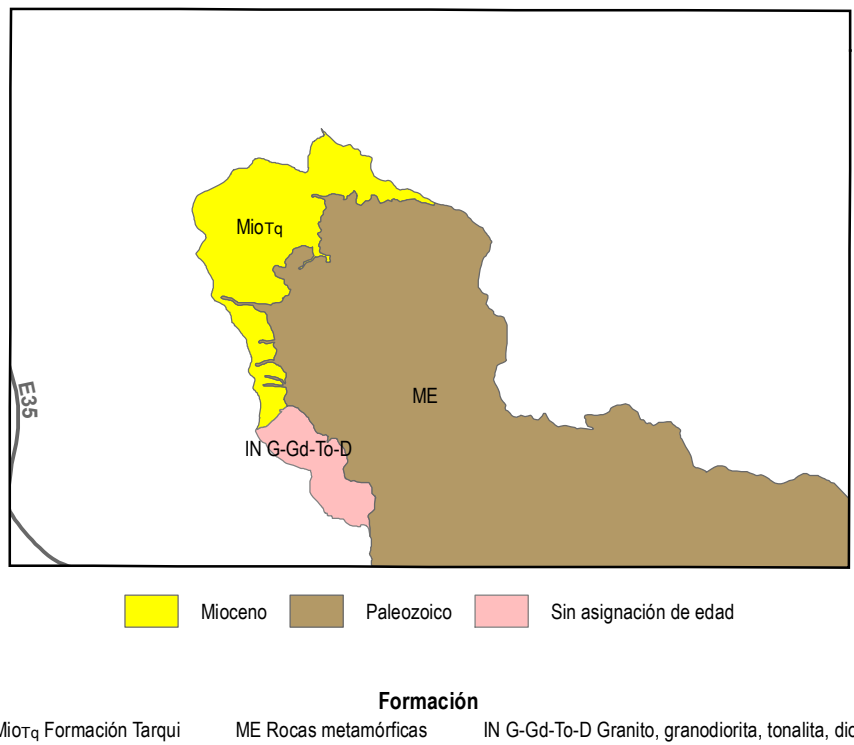 MioTq
ME
E35
IN G-Gd-To-D
Mioceno Paleozoico Sin asignación de edad
Formación
MioTq Formación Tarqui ME Rocas metamórficas IN G-Gd-To-D Granito, granodiorita, tonalita,